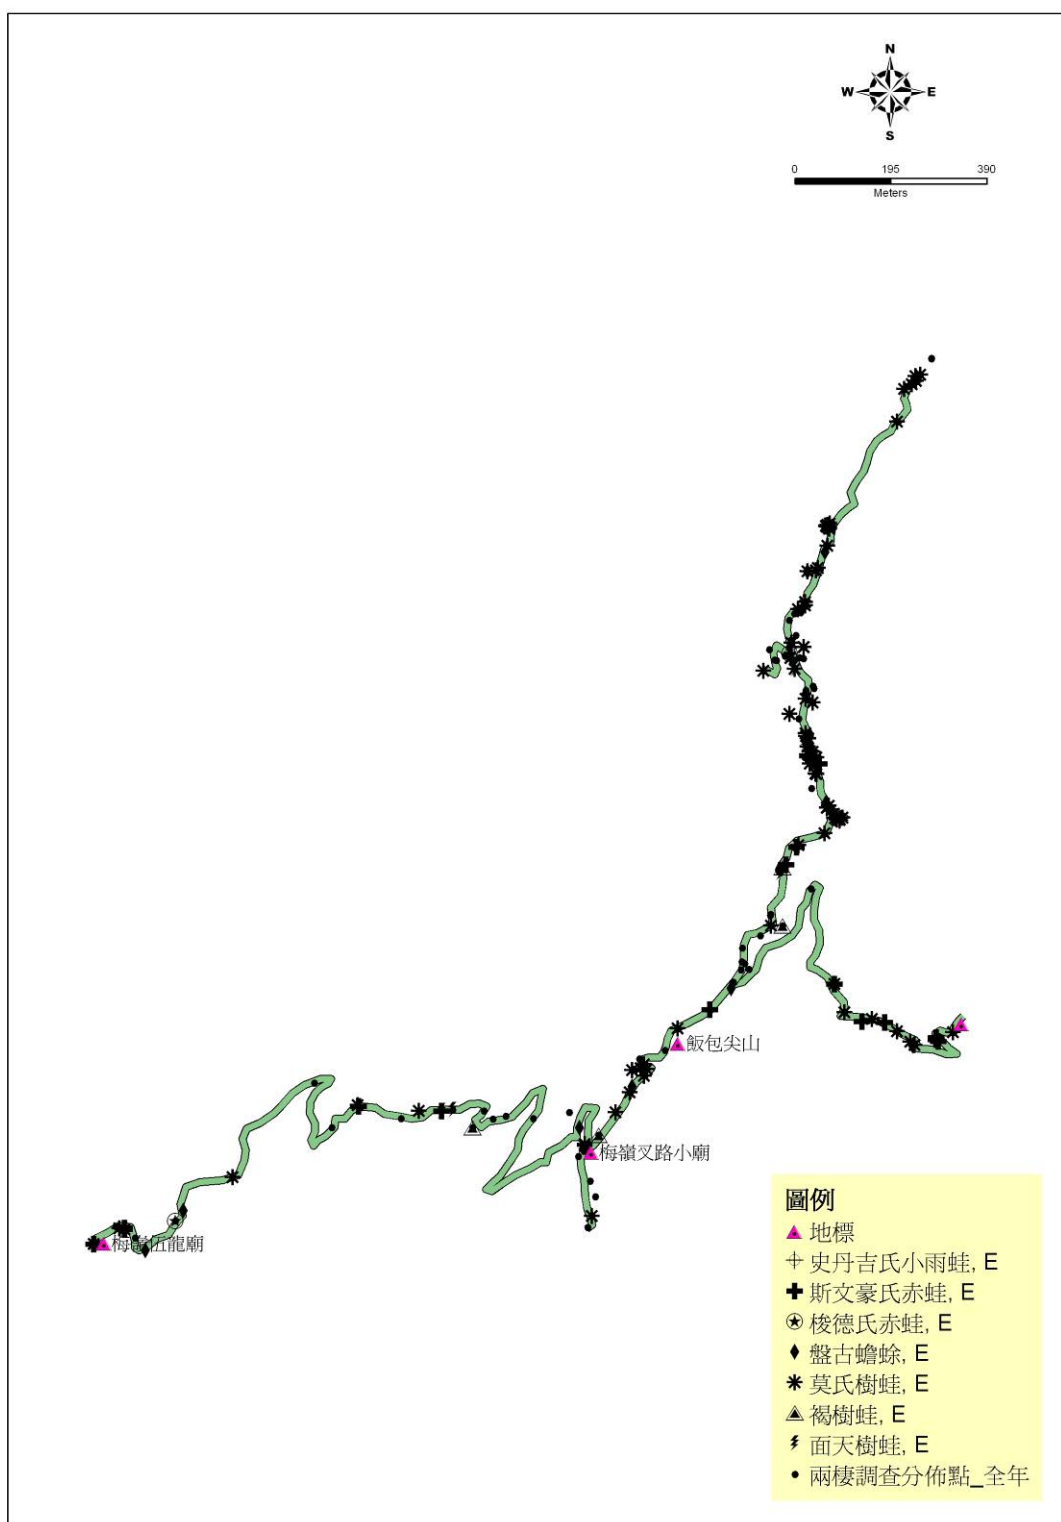 N
W E
S
0 195 390
Meters
飯包尖山
梅嶺叉路小廟
梅嶺伍龍廟
圖例
地標
史丹吉氏小雨蛙, E
斯文豪氏赤蛙, E
梭德氏赤蛙, E
盤古蟾蜍, E
莫氏樹蛙, E
褐樹蛙, E
面天樹蛙, E
兩棲調查分佈點_全年